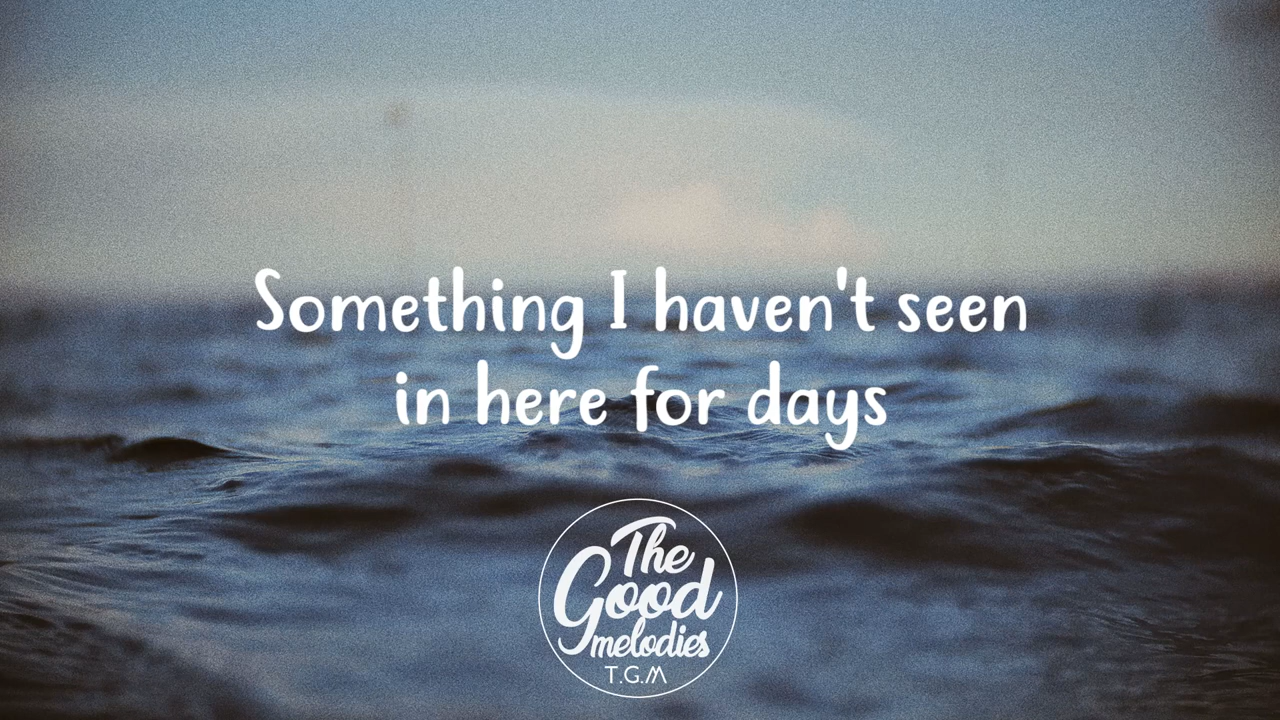 Something I haven't seen
in here for days
The
Good
melodies
T.G.M